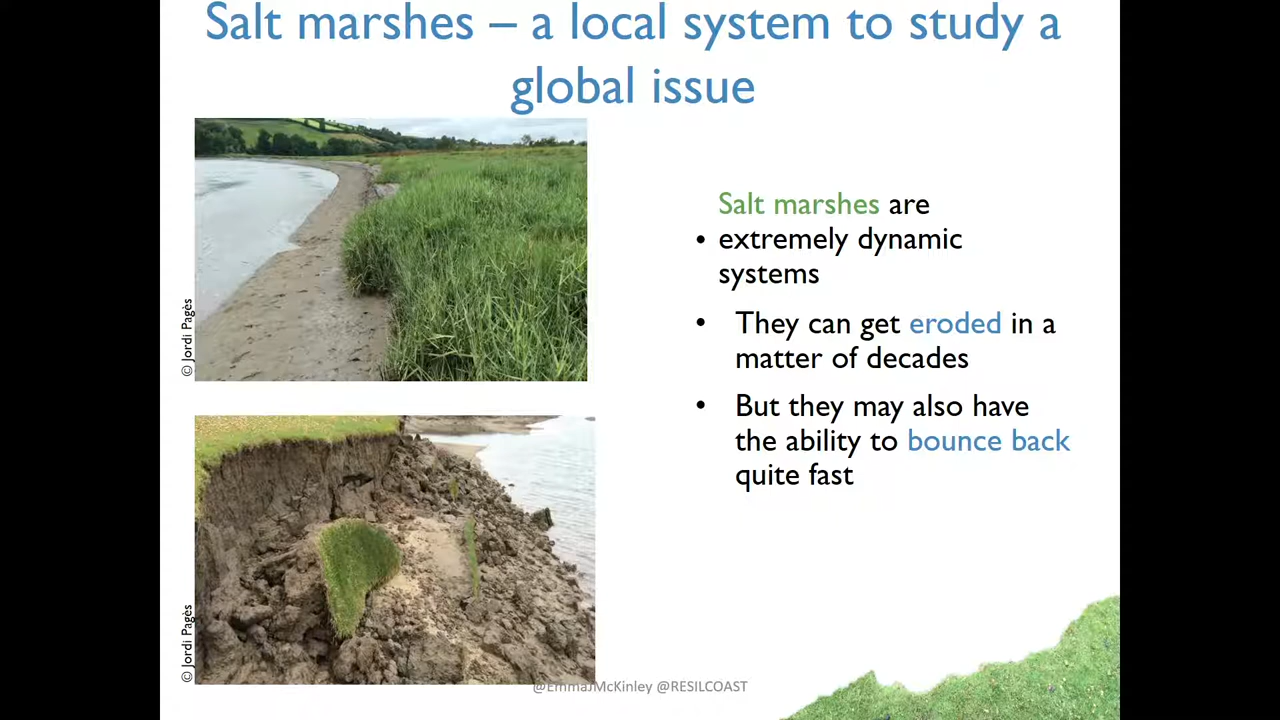 Salt marshes – a local system to study a
global issue
© Jordi Pagès
Salt marshes are
• extremely dynamic
systems
• They can get eroded in a
matter of decades
• But they may also have
the ability to bounce back
quite fast
© Jordi Pagès
@EmmaJMcKinley @RESILCOAST